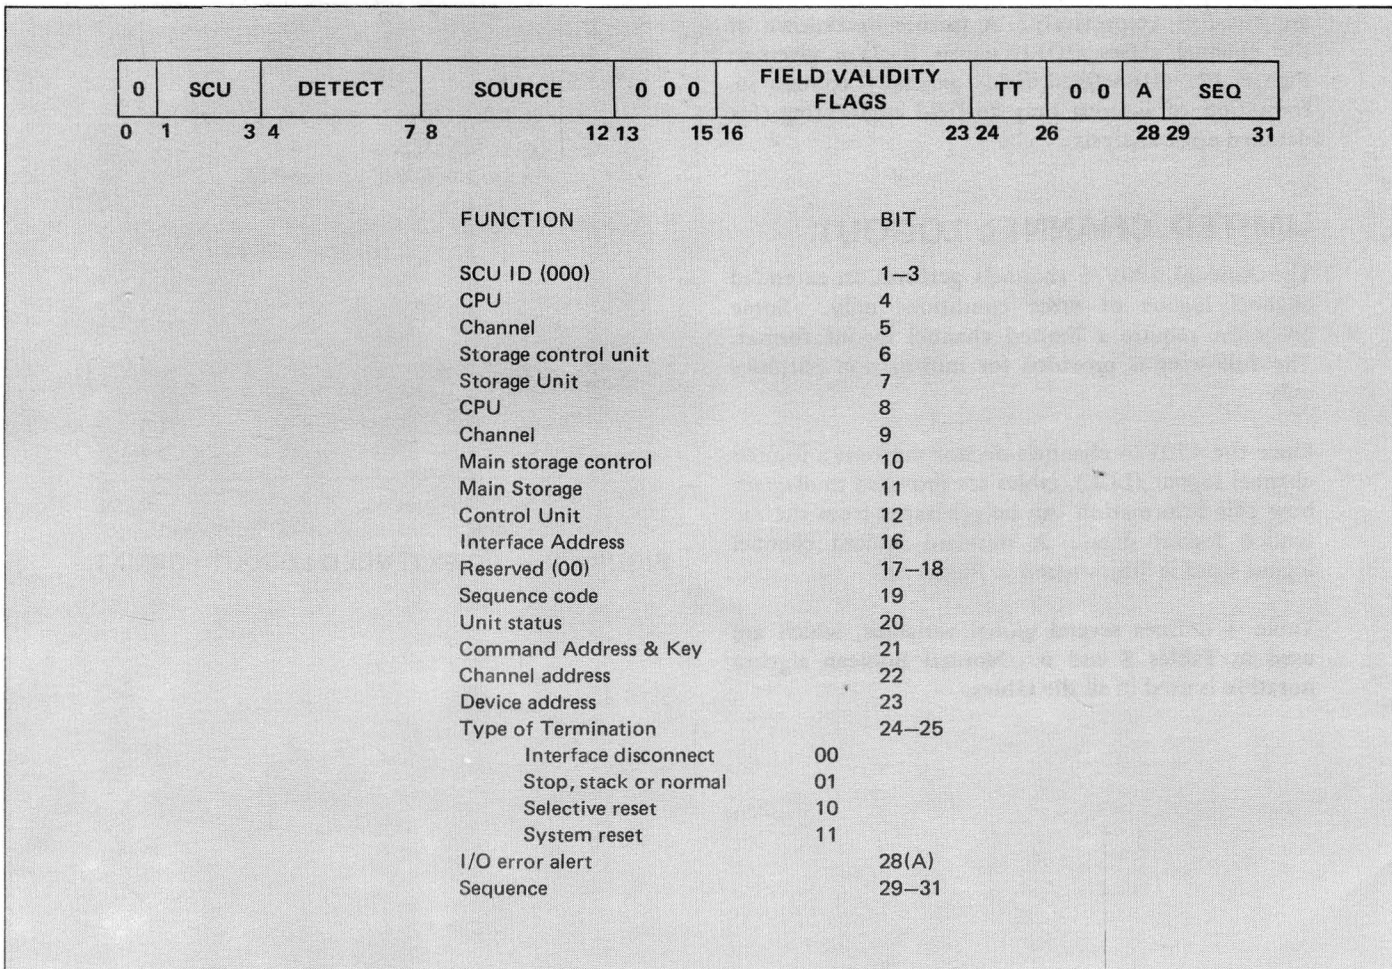 0 SCU DETECT SOURCE 0 0 0 FIELD VALIDITY FLAGS TT 0 0 A SEQ
0 1 3 4 7 8 12 13 15 16 23 24 26 28 29 31
FUNCTION BIT
SCU ID (000) 1–3
CPU 4
Channel 5
Storage control unit 6
Storage Unit 7
CPU 8
Channel 9
Main storage control 10
Main Storage 11
Control Unit 12
Interface Address 16
Reserved (00) 17–18
Sequence code 19
Unit status 20
Command Address & Key 21
Channel address 22
Device address 23
Type of Termination 24–25
Interface disconnect 00
Stop, stack or normal 01
Selective reset 10
System reset 11
I/O error alert 28(A)
Sequence 29–31